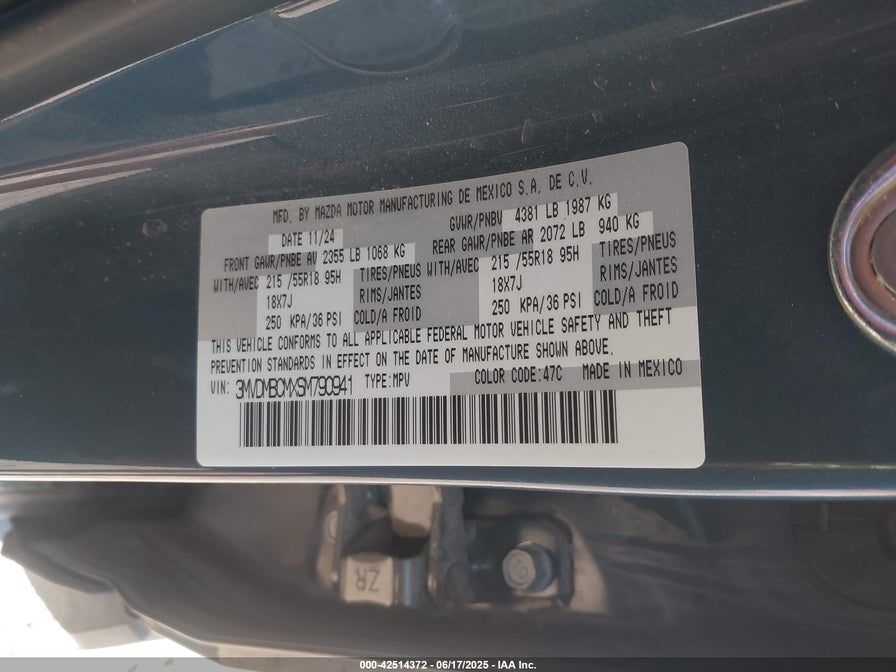 MFD. BY MAZDA MOTOR MANUFACTURING DE MEXICO S.A. DE C.V.
DATE 11/24 GVWR/PNBV 4381 LB 1987 KG
FRONT GAWR/PNBE AV 2355 LB 1068 KG REAR GAWR/PNBE AR 2072 LB 940 KG
WITH/AVEC 215 /55R18 95H TIRES/PNEUS WITH/AVEC 215 /55R18 95H TIRES/PNEUS
18X7J RIMS/JANTES 18X7J RIMS/JANTES
250 KPA/36 PSI COLD/A FROID 250 KPA/36 PSI COLD/A FROID
THIS VEHICLE CONFORMS TO ALL APPLICABLE FEDERAL MOTOR VEHICLE SAFETY AND THEFT
PREVENTION STANDARDS IN EFFECT ON THE DATE OF MANUFACTURE SHOWN ABOVE.
VIN: 3MVDMBCMXSM790941 TYPE:MPV COLOR CODE:47C MADE IN MEXICO
ZR
000-42514372 - 06/17/2025 - IAA Inc.